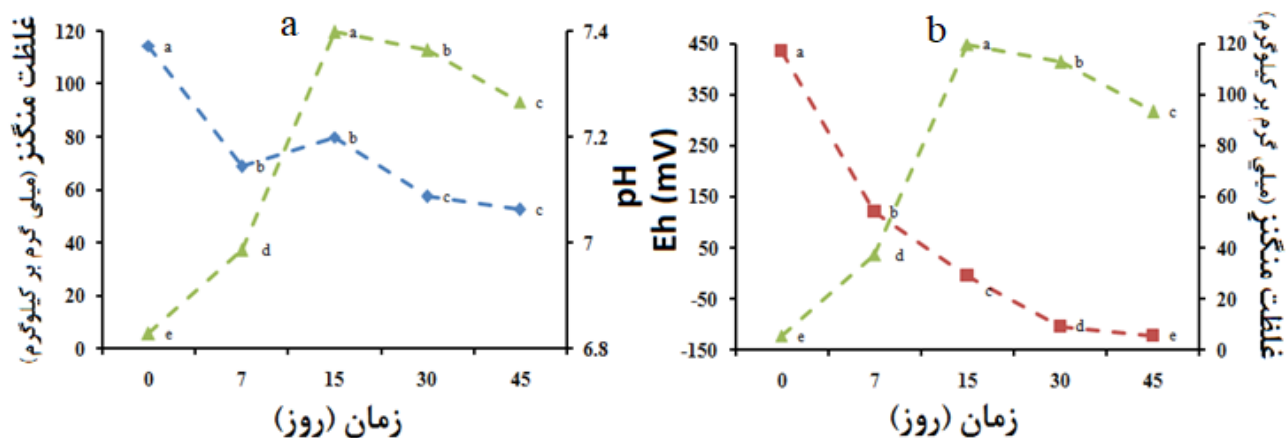 a
غلظت منگنز (میلی گرم بر کیلوگرم)
120
100
80
60
40
20
0
7.4
7.2
7
6.8
pH
a
b
b
c
c
a
b
c
d
e
0 7 15 30 45
زمان (روز)
b
Eh (mV)
450
350
250
150
50
-50
-150
120
100
80
60
40
20
0
غلظت منگنز (میلی گرم بر کیلوگرم)
a
b
c
d
e
a
b
c
d
e
0 7 15 30 45
زمان (روز)